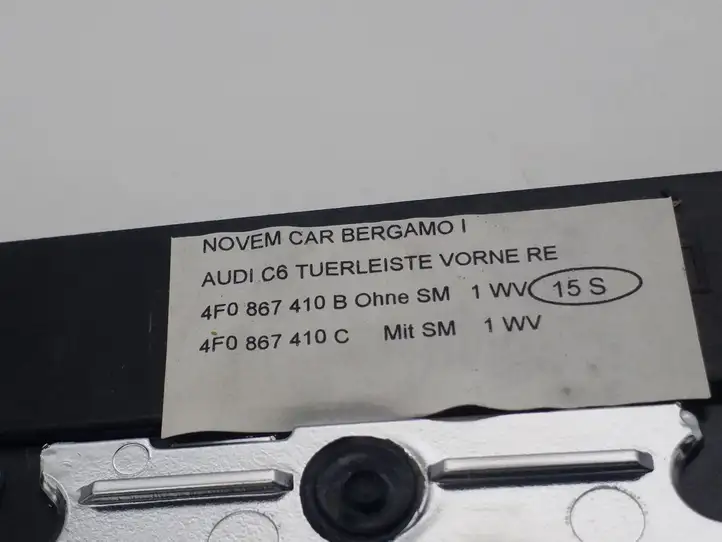 NOVEM CAR BERGAMO I
AUDI C6 TUERLEISTE VORNE RE
4F0 867 410 B Ohne SM 1 WV 15 S
4F0 867 410 C Mit SM 1 WV